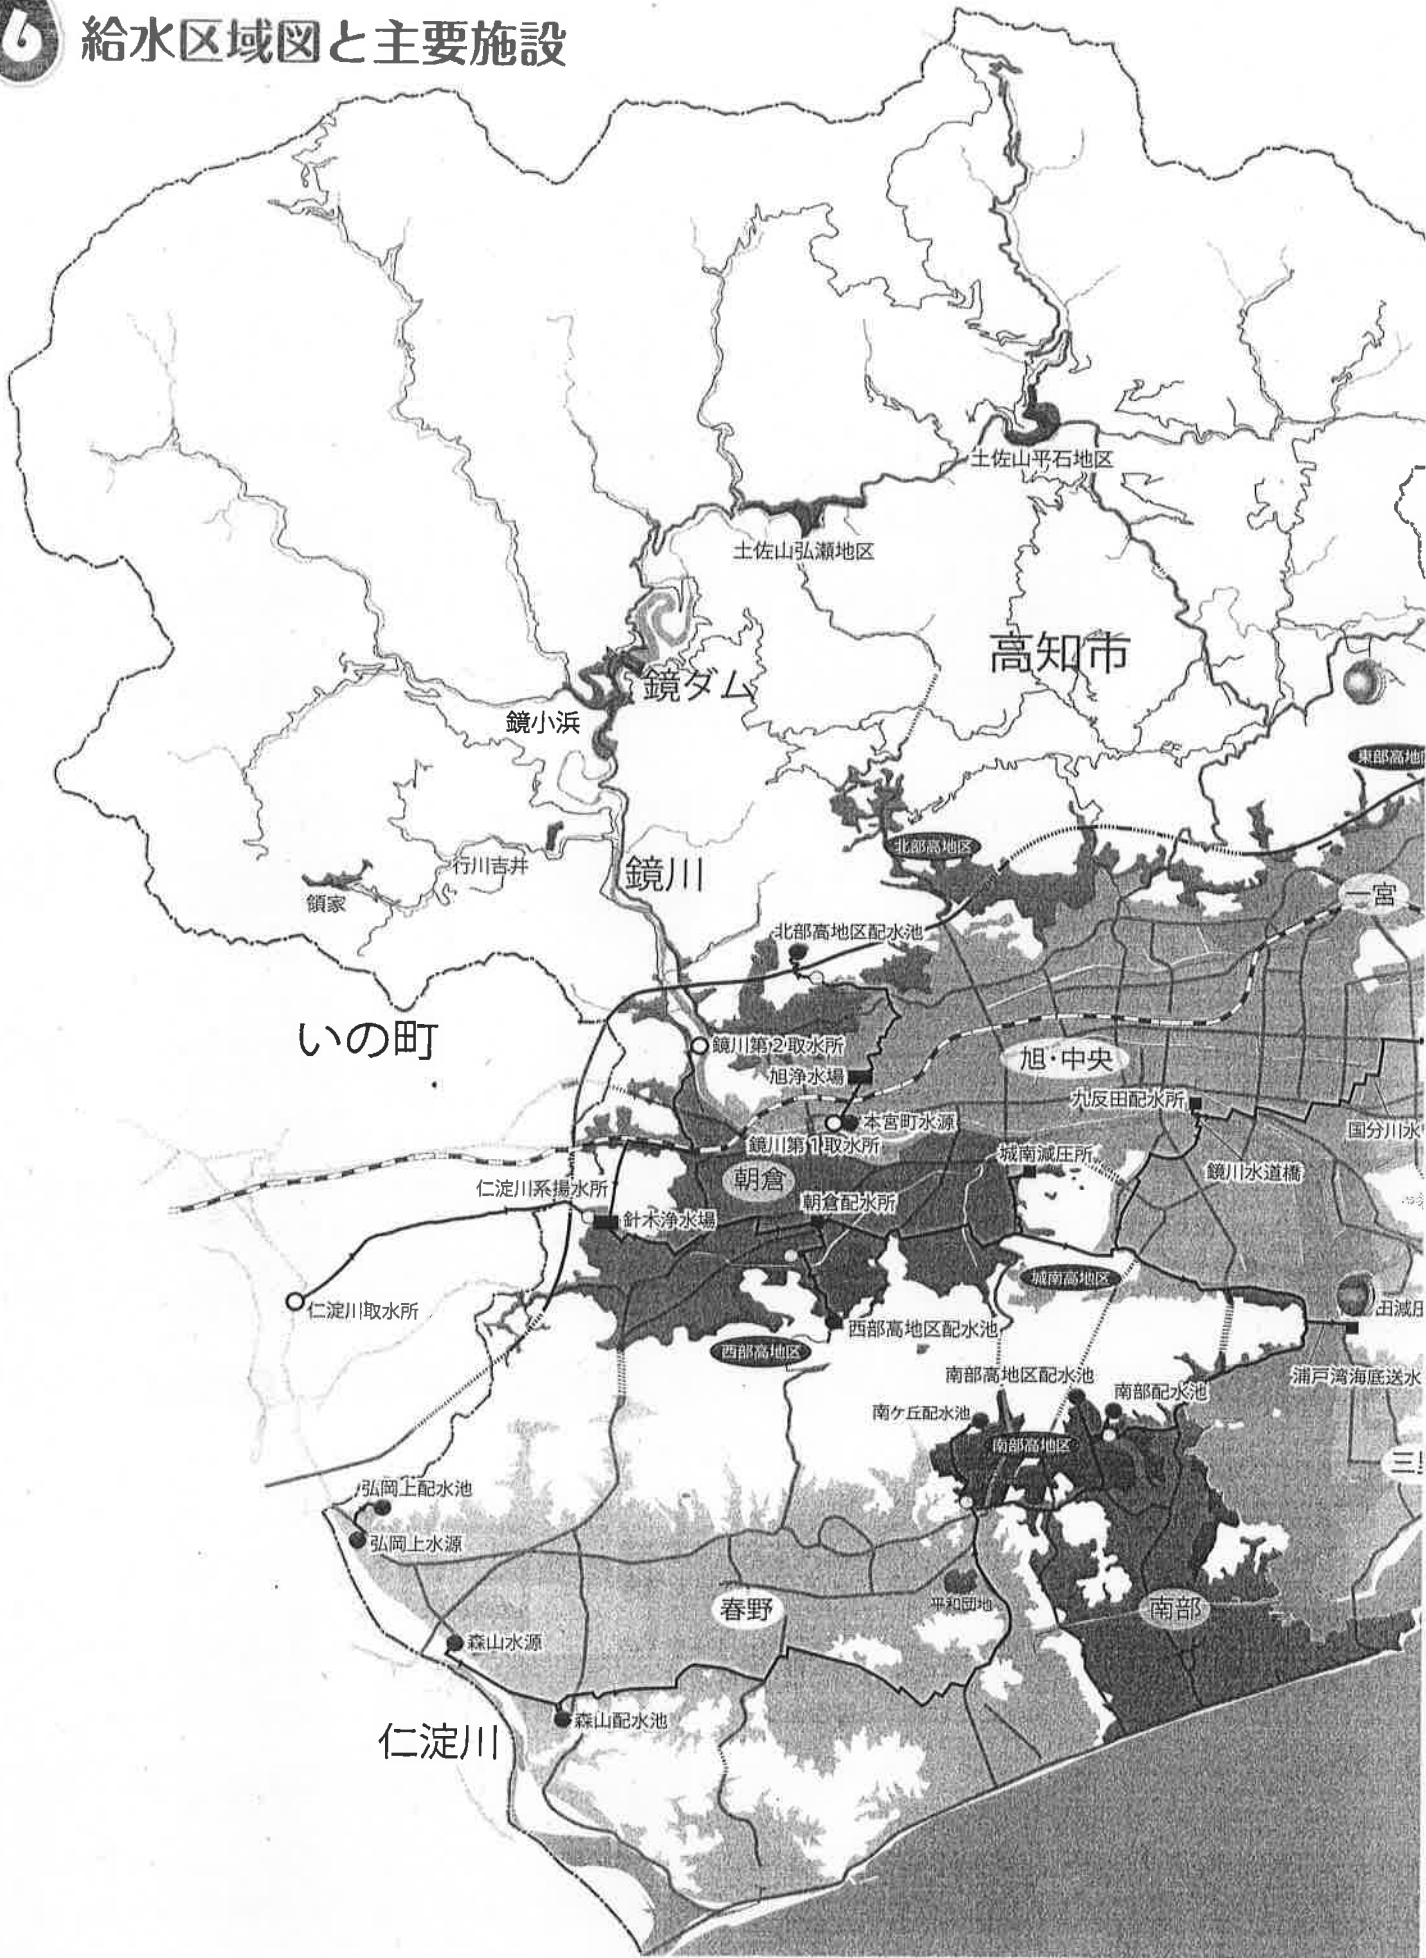 6 給水区域図と主要施設
土佐山平石地区
土佐山弘瀬地区
高知市
鏡ダム
鏡小浜
東部高地
北部高地区
行川吉井
鏡川
領家
一宮
北部高地区配水池
いの町
鏡川第2取水所
旭・中央
旭浄水場
九反田配水所
本宮町水源
国分川水
鏡川第1取水所
城南減圧所
鏡川水道橋
朝倉
仁淀川系揚水所
朝倉配水所
針木浄水場
城南高地区
仁淀川取水所
田減圧
西部高地区配水池
西部高地区
南部高地区配水池
浦戸湾海底送水
南部配水池
南ケ丘配水池
南部高地区
三
弘岡上配水池
弘岡上水源
平和団地
春野
南部
森山水源
森山配水池
仁淀川